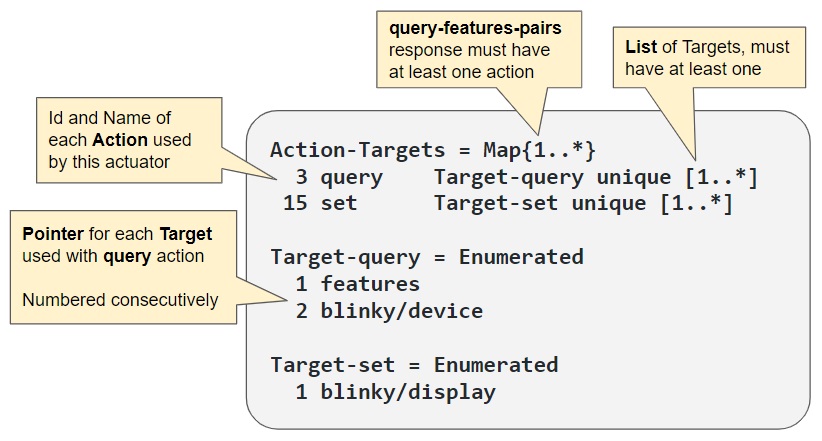 query-features-pairs
response must have
at least one action
List of Targets, must
have at least one
Id and Name of
each Action used
by this actuator
Action-Targets = Map{1..*}
3 query    Target-query unique [1..*]
15 set      Target-set unique [1..*]
Pointer for each Target
used with query action
Numbered consecutively
Target-query = Enumerated
1 features
2 blinky/device
Target-set = Enumerated
1 blinky/display